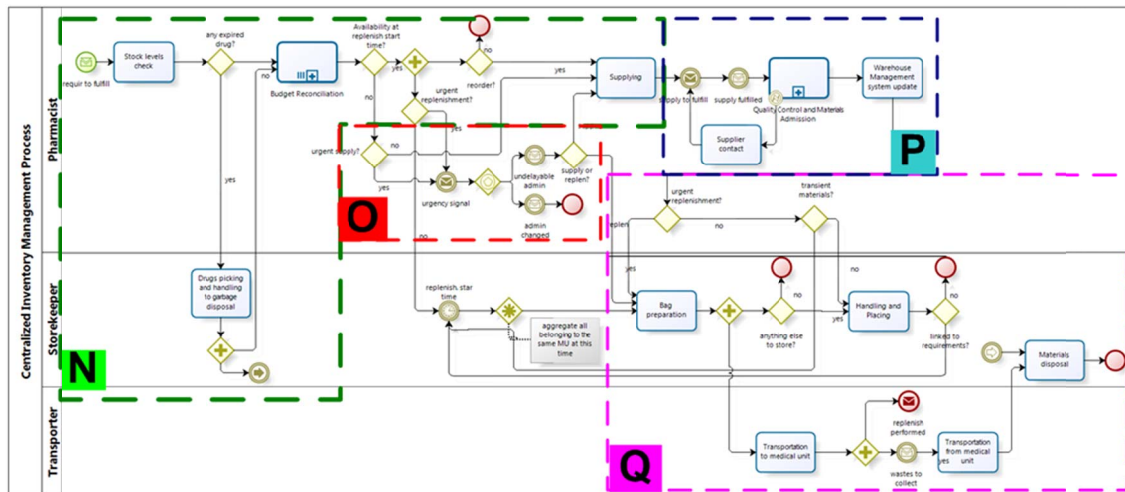 Centralized Inventory Management Process
Pharmacist
Storekeeper
Transporter
requir to fulfill
Stock levels
check
any expired
drug?
no
yes
Budget Reconciliation
Availability at
replenish start
time?
yes
no
urgent
replenishment?
yes
no
reorder?
no
yes
Supplying
urgent supply?
no
yes
urgency signal
undelayable
admin
admin
changed
supply or
replen?
replen
no
supply to fulfill
supply fulfilled
Quality Control and Materials
Admission
Warehouse
Management
system update
Supplier
contact
P
O
N
Q
urgent
replenishment?
no
yes
transient
materials?
no
yes
Drugs picking
and handling
to garbage
disposal
replenish. star
time
aggregate all
belonging to the
same MU at this
time
Bag
preparation
anything else
to store?
no
Handling and
Placing
no
linked to
requirements?
Materials
disposal
Transportation
to medical unit
replenish
performed
wastes to
collect
Transportation
from medical
unit
yes